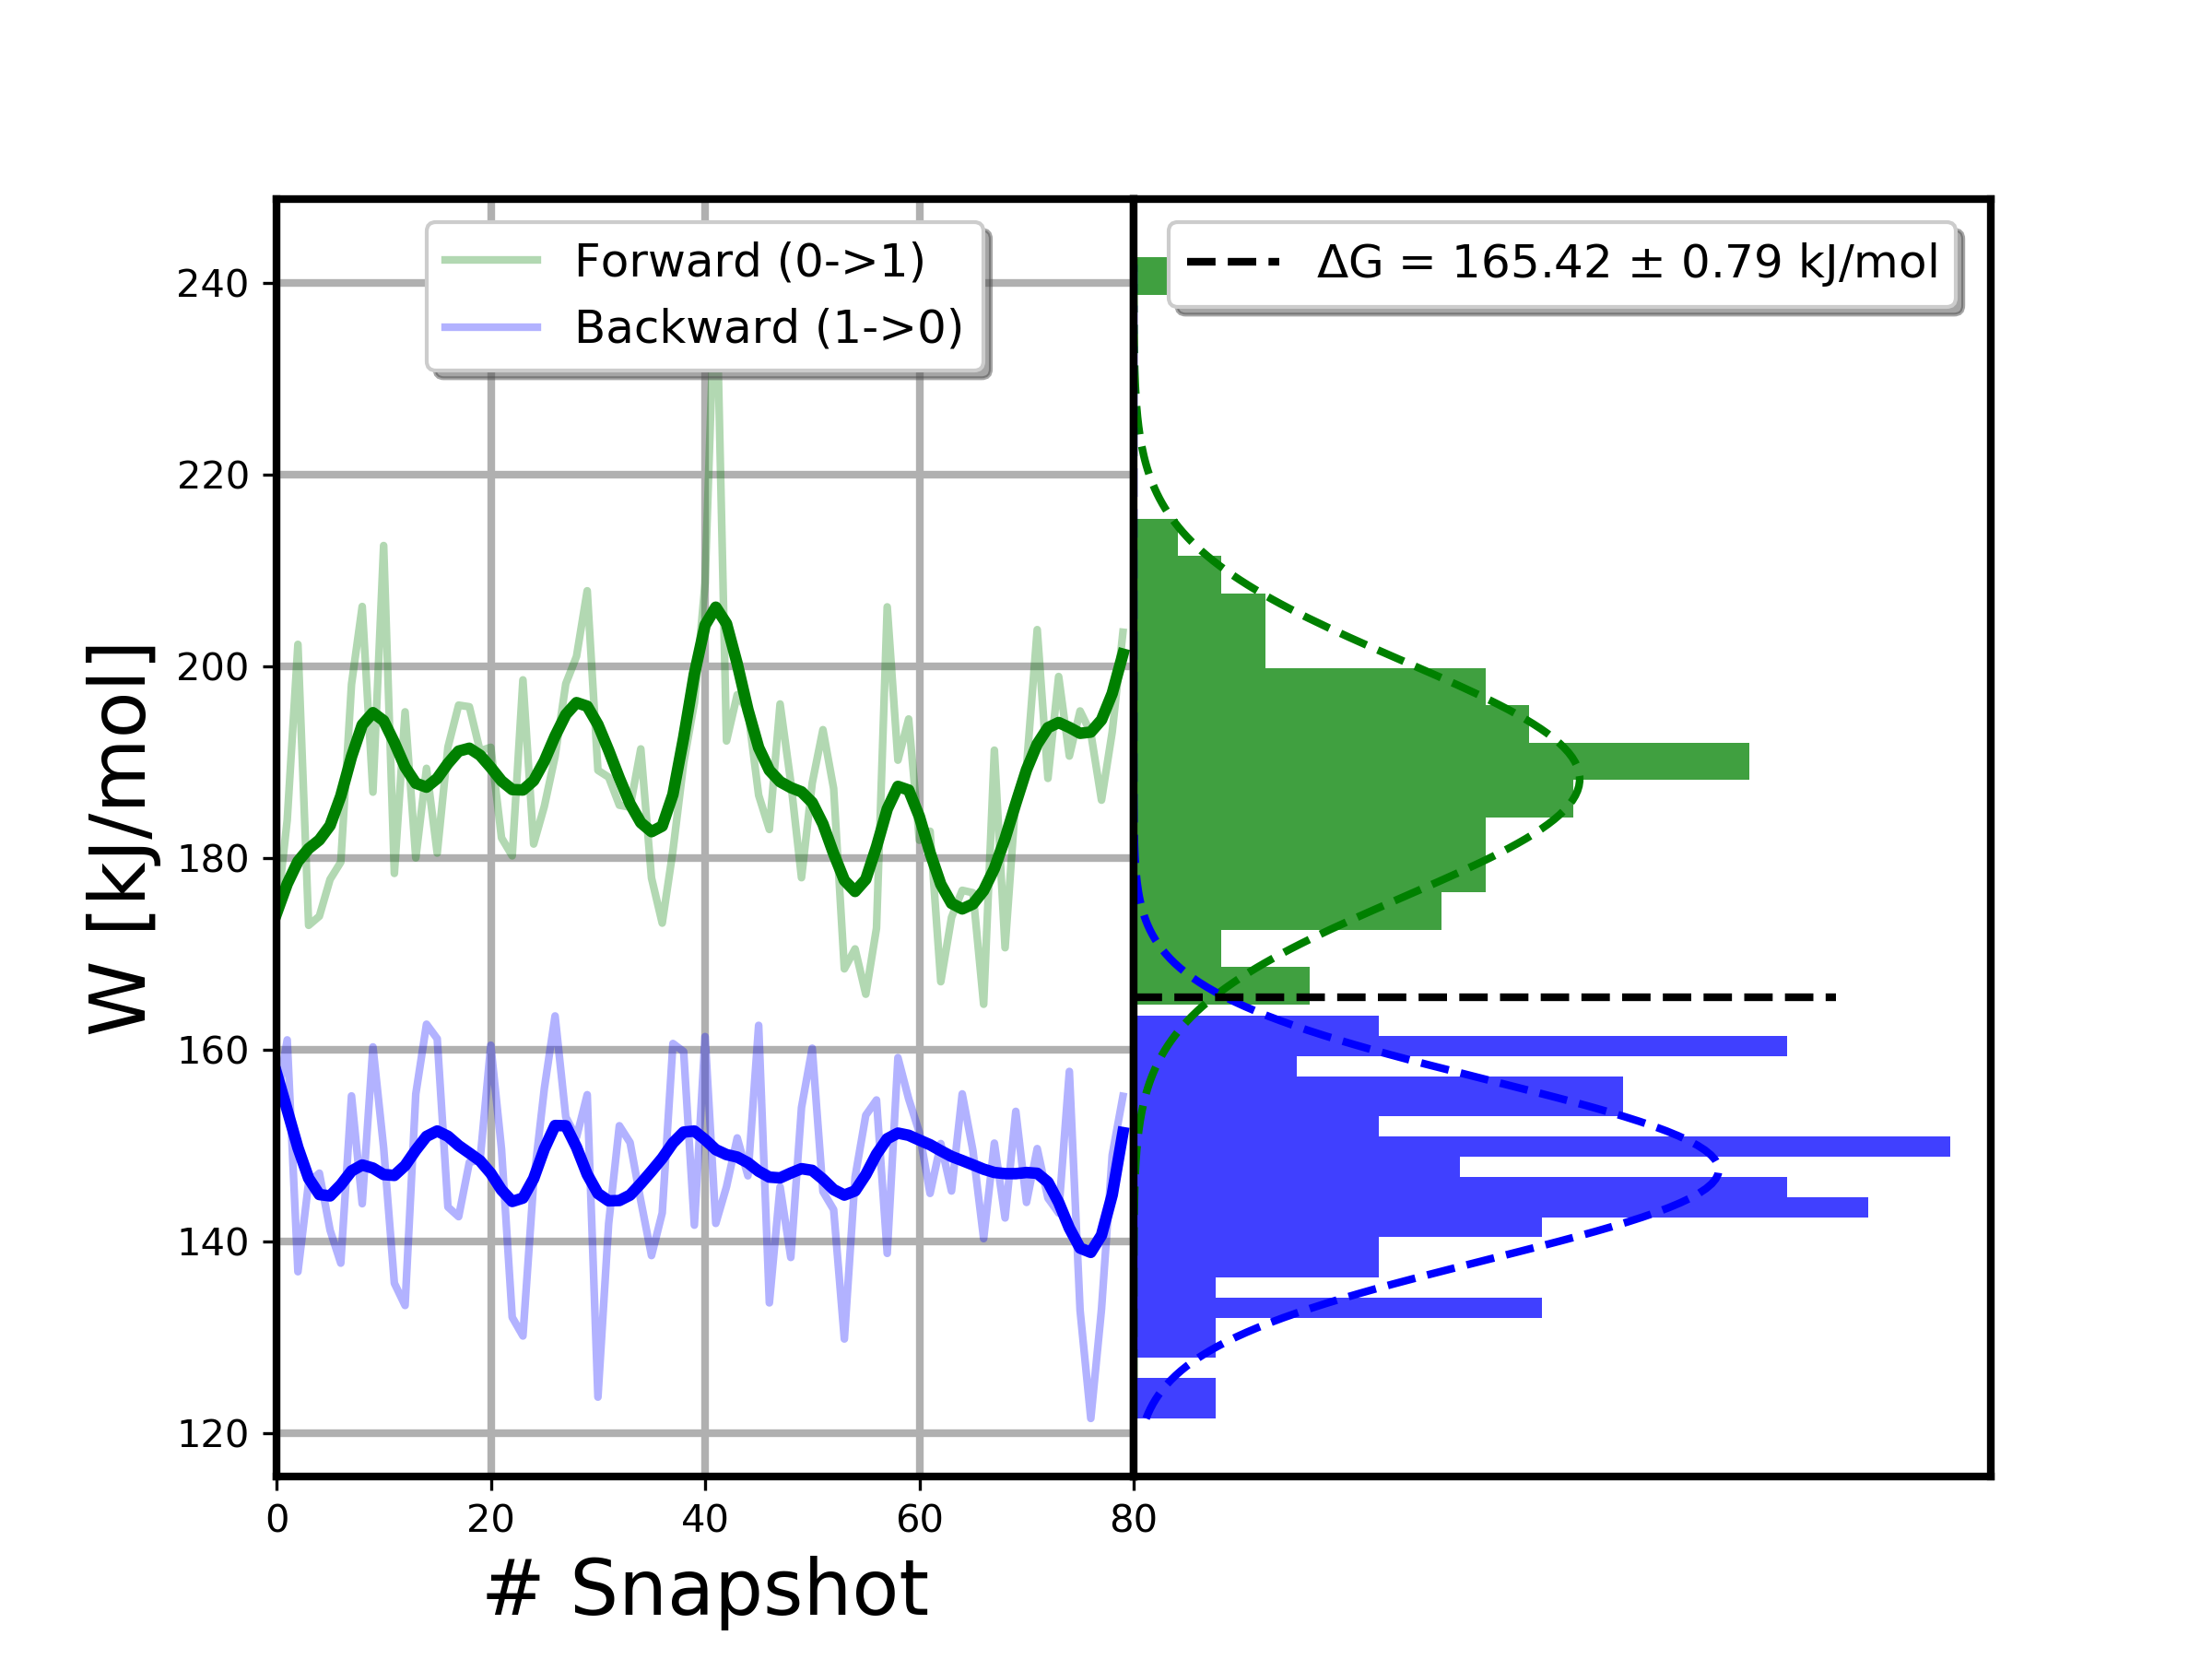 Forward (0->1)
Backward (1->0)
ΔG = 165.42 ± 0.79 kJ/mol
240
220
200
180
160
140
120
W [kJ/mol]
0 20 40 60 80
# Snapshot